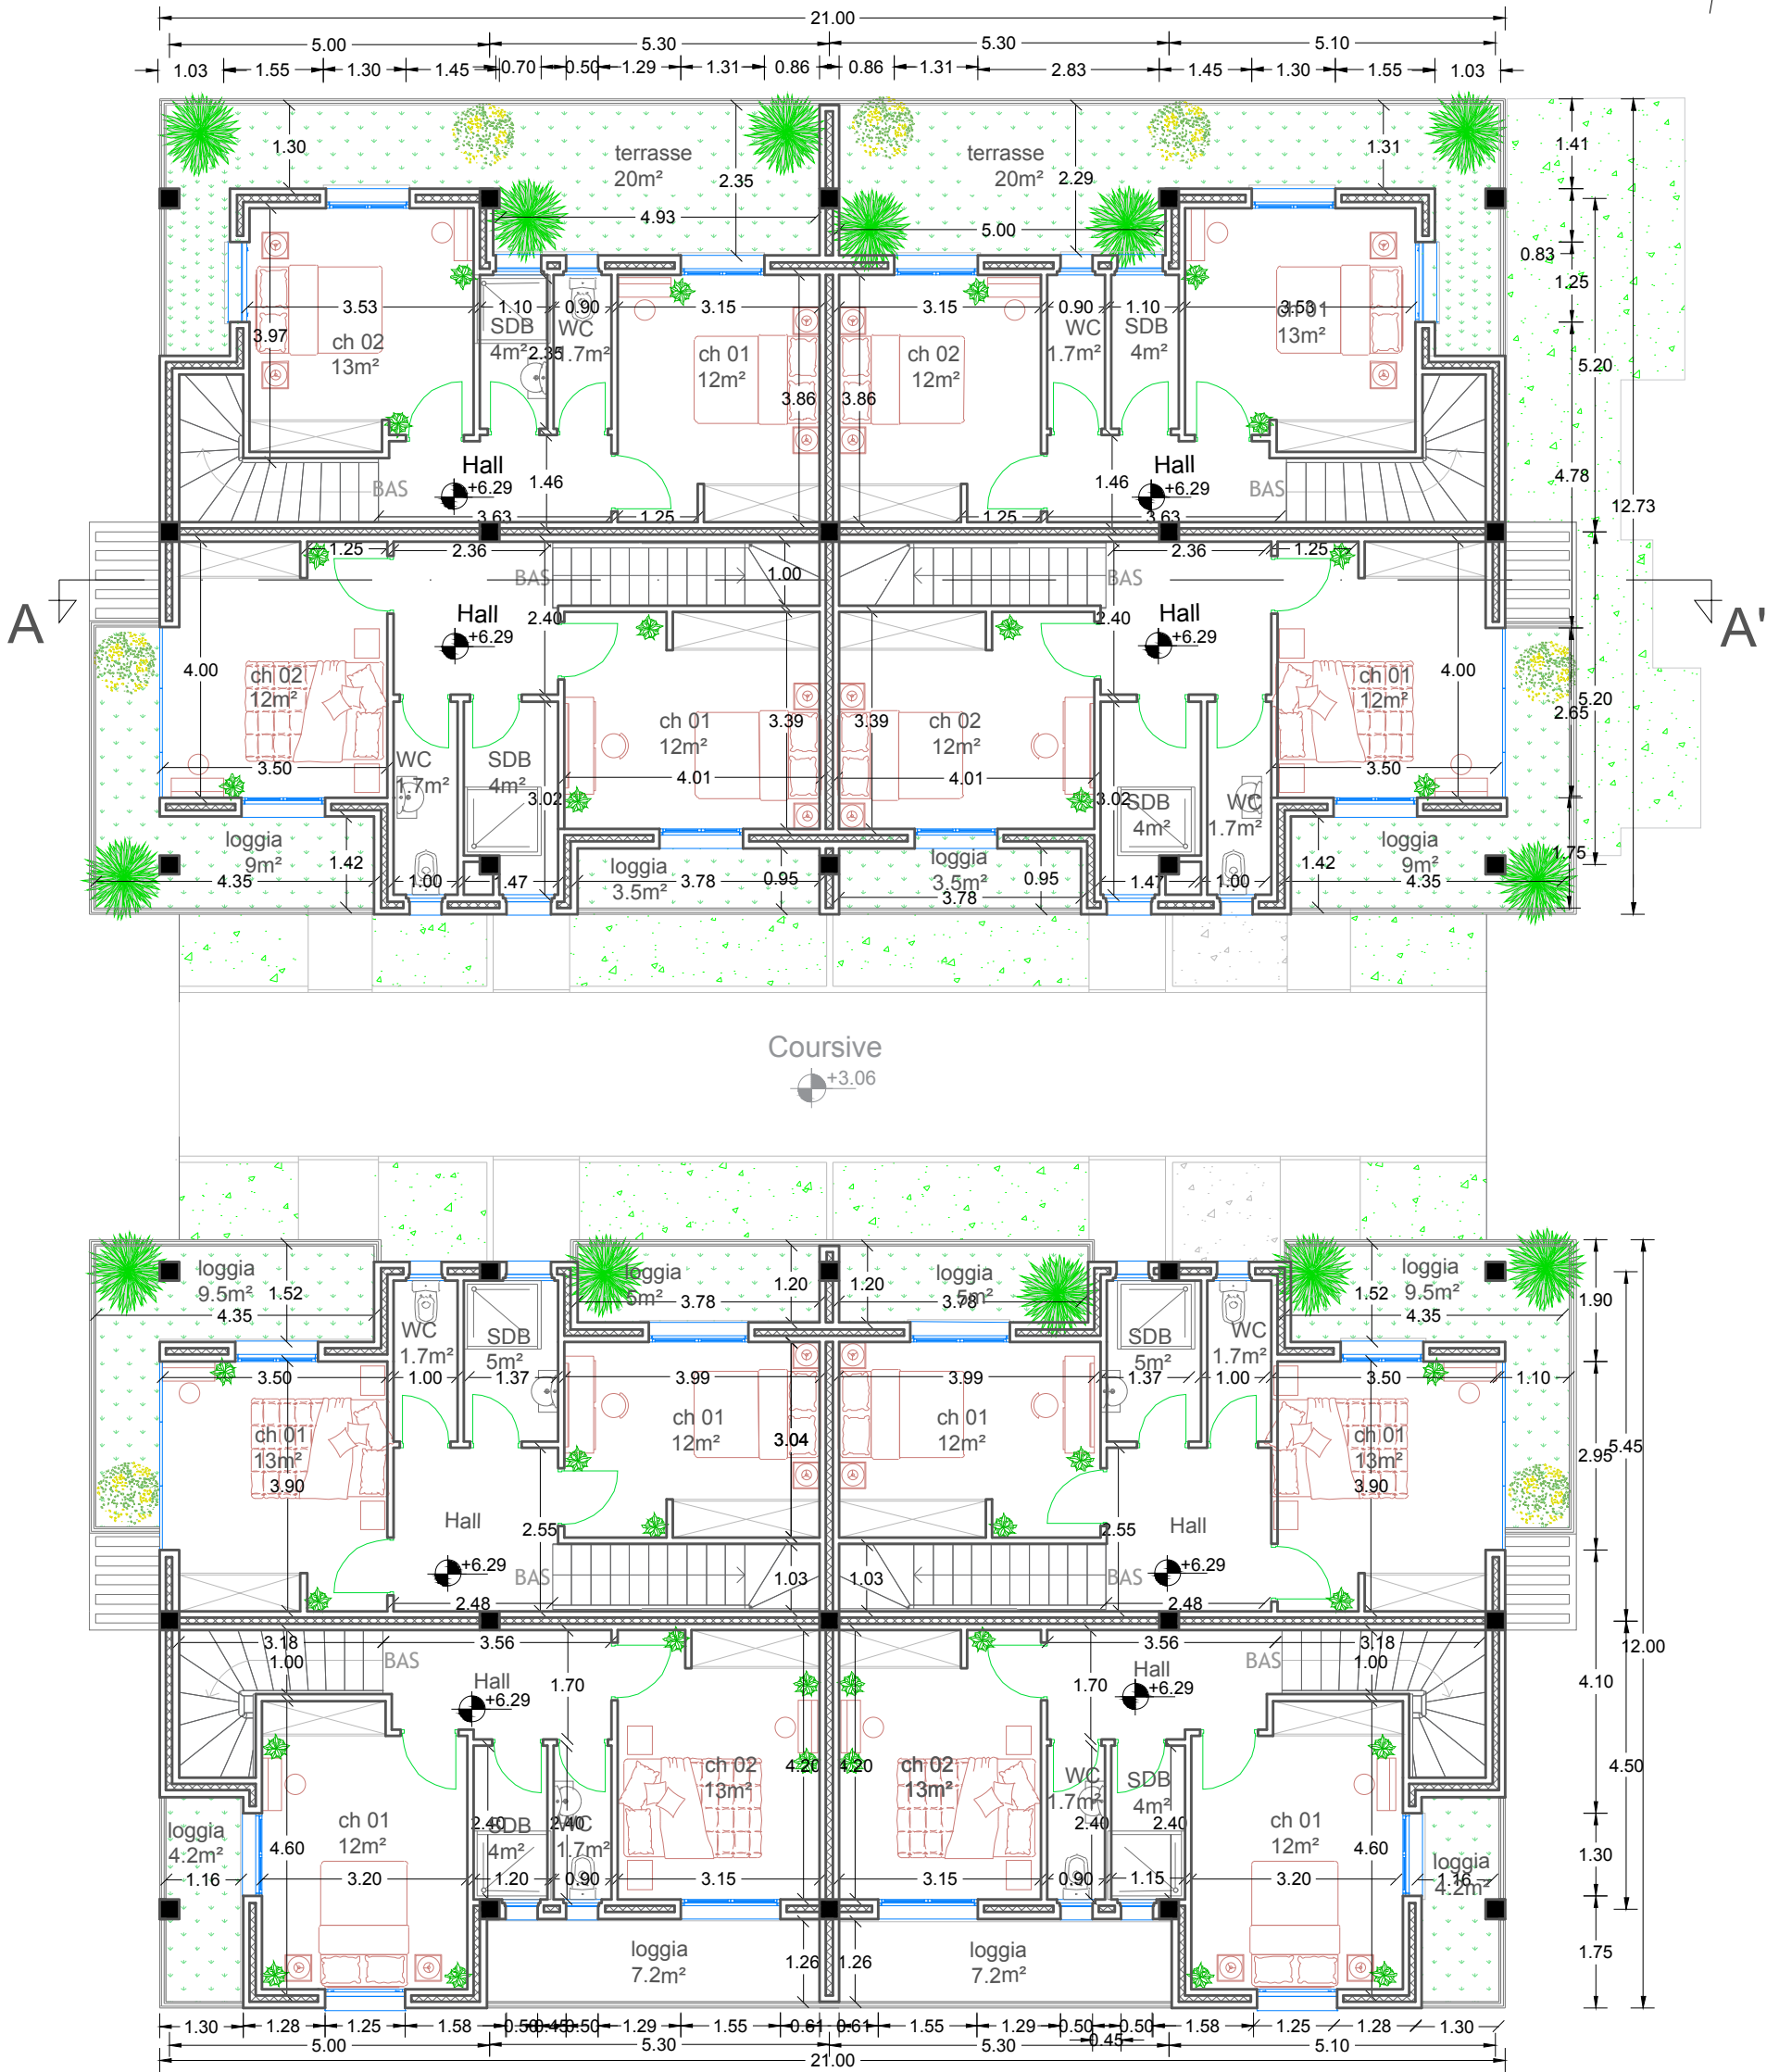 21.00
5.00 5.30 5.30 5.10
1.03 1.55 1.30 1.45 0.70 0.50 1.29 1.31 0.86 0.86 1.31 2.83 1.45 1.30 1.55 1.03
1.30 terrasse 2.35 terrasse 2.29 1.31 1.41
20m² 20m²
4.93 5.00 0.83
1.25
3.53 1.10 0.90 3.15 3.15 0.90 1.10 3.53
SDB WC WC SDB ch 01
3.97 ch 02 4m² 2.35 1.7m² ch 01 ch 02 1.7m² 4m² 13m²
13m² 12m² 12m² 5.20
3.86 3.86
Hall Hall
+6.29 1.46 1.46 +6.29 4.78
BAS BAS
3.63 1.25 1.25 3.63 12.73
1.25 2.36 2.36 1.25
BAS 1.00 BAS
A Hall 2.40 2.40 Hall A'
+6.29 +6.29
4.00 ch 02 ch 01 4.00
12m² 12m² 5.20
2.65
ch 01 3.39 3.39 ch 02
12m² 12m²
WC SDB
3.50 1.7m² 4m² 4.01 4.01 3.50
3.02 3.02 SDB WC
4m² 1.7m²
loggia 1.42 loggia loggia 1.42 loggia 1.75
9m² 3.5m² 3.5m² 9m²
4.35 1.00 1.47 3.78 0.95 0.95 1.47 1.00 4.35
3.78
Coursive
+3.06
loggia 1.52 loggia 1.20 1.20 loggia 1.52 loggia 1.90
9.5m² 5m² 5m² 9.5m²
4.35 3.78 3.78 4.35
WC SDB SDB WC
1.7m² 5m² 5m² 1.7m²
3.50 1.00 1.37 3.99 3.99 1.37 1.00 3.50 1.10
ch 01 ch 01 ch 01 ch 01
13m² 12m² 3.04 12m² 13m² 2.95 5.45
3.90 3.90
Hall 2.55 2.55 Hall
+6.29 BAS 1.03 1.03 BAS +6.29
2.48 2.48
3.18 3.56 3.56 3.18 12.00
1.00 BAS BAS 1.00
Hall 1.70 1.70 Hall 4.10
+6.29 +6.29
ch 02 4.20 4.20 ch 02 4.50
13m² 13m²
WC SDB
1.7m² 4m²
loggia ch 01 2.40 SDB 2.40 WC 2.40 2.40 ch 01
4.2m² 12m² 4m² 1.7m² 12m²
4.60 4.60 1.30
loggia
1.16 3.20 1.20 0.90 3.15 3.15 0.90 1.15 3.20 1.16 4.2m²
loggia 1.26 1.26 loggia 1.75
7.2m² 7.2m²
1.30 1.28 1.25 1.58 0.50 0.45 0.50 1.29 1.55 0.61 0.61 1.55 1.29 0.50 0.45 0.50 1.58 1.25 1.28 1.30
5.00 5.30 5.30 5.10
21.00